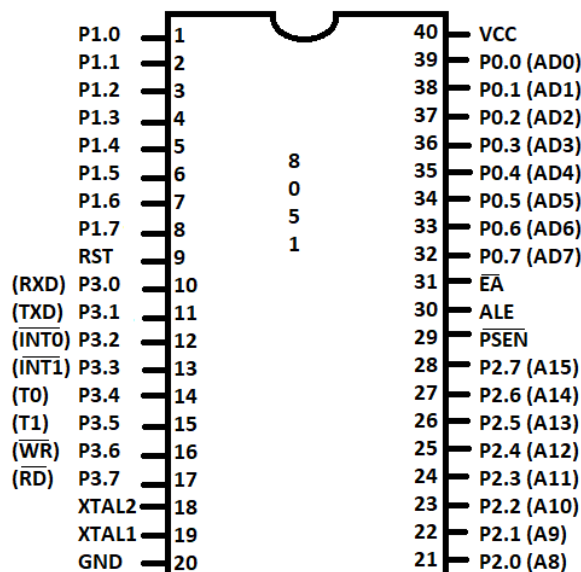 P1.0 1 40 VCC
P1.1 2 39 P0.0 (AD0)
P1.2 3 38 P0.1 (AD1)
P1.3 4 37 P0.2 (AD2)
P1.4 5 36 P0.3 (AD3)
P1.5 6 35 P0.4 (AD4)
P1.6 7 34 P0.5 (AD5)
P1.7 8 33 P0.6 (AD6)
RST 9 32 P0.7 (AD7)
8
0
5
1
(RXD) P3.0 10 31 E̅A̅
(TXD) P3.1 11 30 ALE
(I̅N̅T̅0̅) P3.2 12 29 P̅S̅E̅N̅
(I̅N̅T̅1̅) P3.3 13 28 P2.7 (A15)
(T0) P3.4 14 27 P2.6 (A14)
(T1) P3.5 15 26 P2.5 (A13)
(W̅R̅) P3.6 16 25 P2.4 (A12)
(R̅D̅) P3.7 17 24 P2.3 (A11)
XTAL2 18 23 P2.2 (A10)
XTAL1 19 22 P2.1 (A9)
GND 20 21 P2.0 (A8)